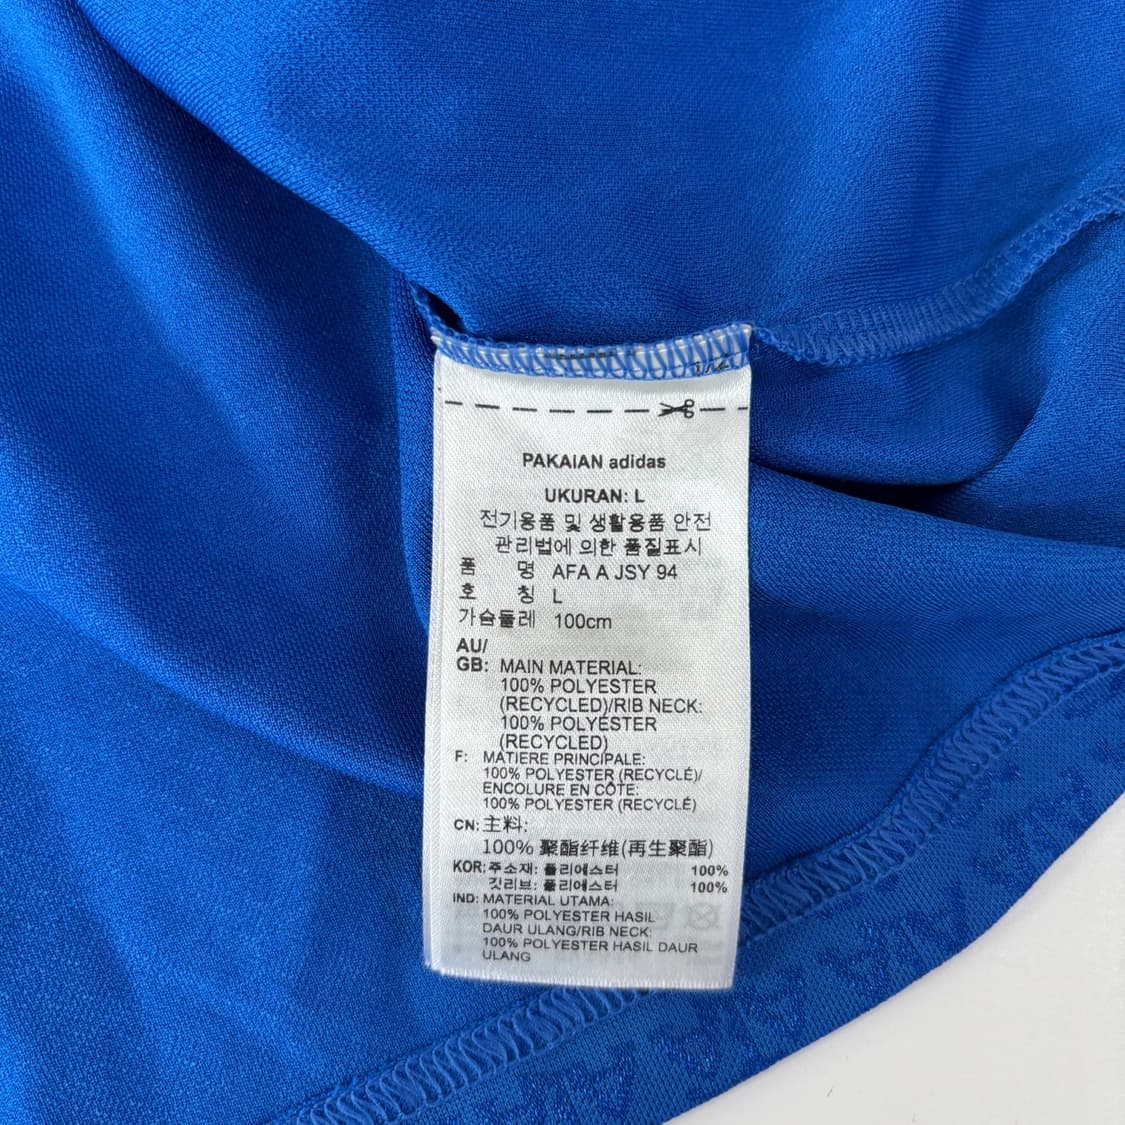 PAKAIAN adidas
UKURAN: L
전기용품 및 생활용품 안전
관리법에 의한 품질표시
품 명 AFA A JSY 94
호 칭 L
가슴둘레 100cm
AU/
GB: MAIN MATERIAL:
100% POLYESTER
(RECYCLED)/RIB NECK:
100% POLYESTER
(RECYCLED)
F: MATIERE PRINCIPALE:
100% POLYESTER (RECYCLÉ)/
ENCOLURE EN CÔTE:
100% POLYESTER (RECYCLÉ)
CN: 主料:
100% 聚酯纤维(再生聚酯)
KOR: 주소재: 폴리에스터 100%
깃리브: 폴리에스터 100%
IND: MATERIAL UTAMA:
100% POLYESTER HASIL
DAUR ULANG/RIB NECK:
100% POLYESTER HASIL DAUR
ULANG